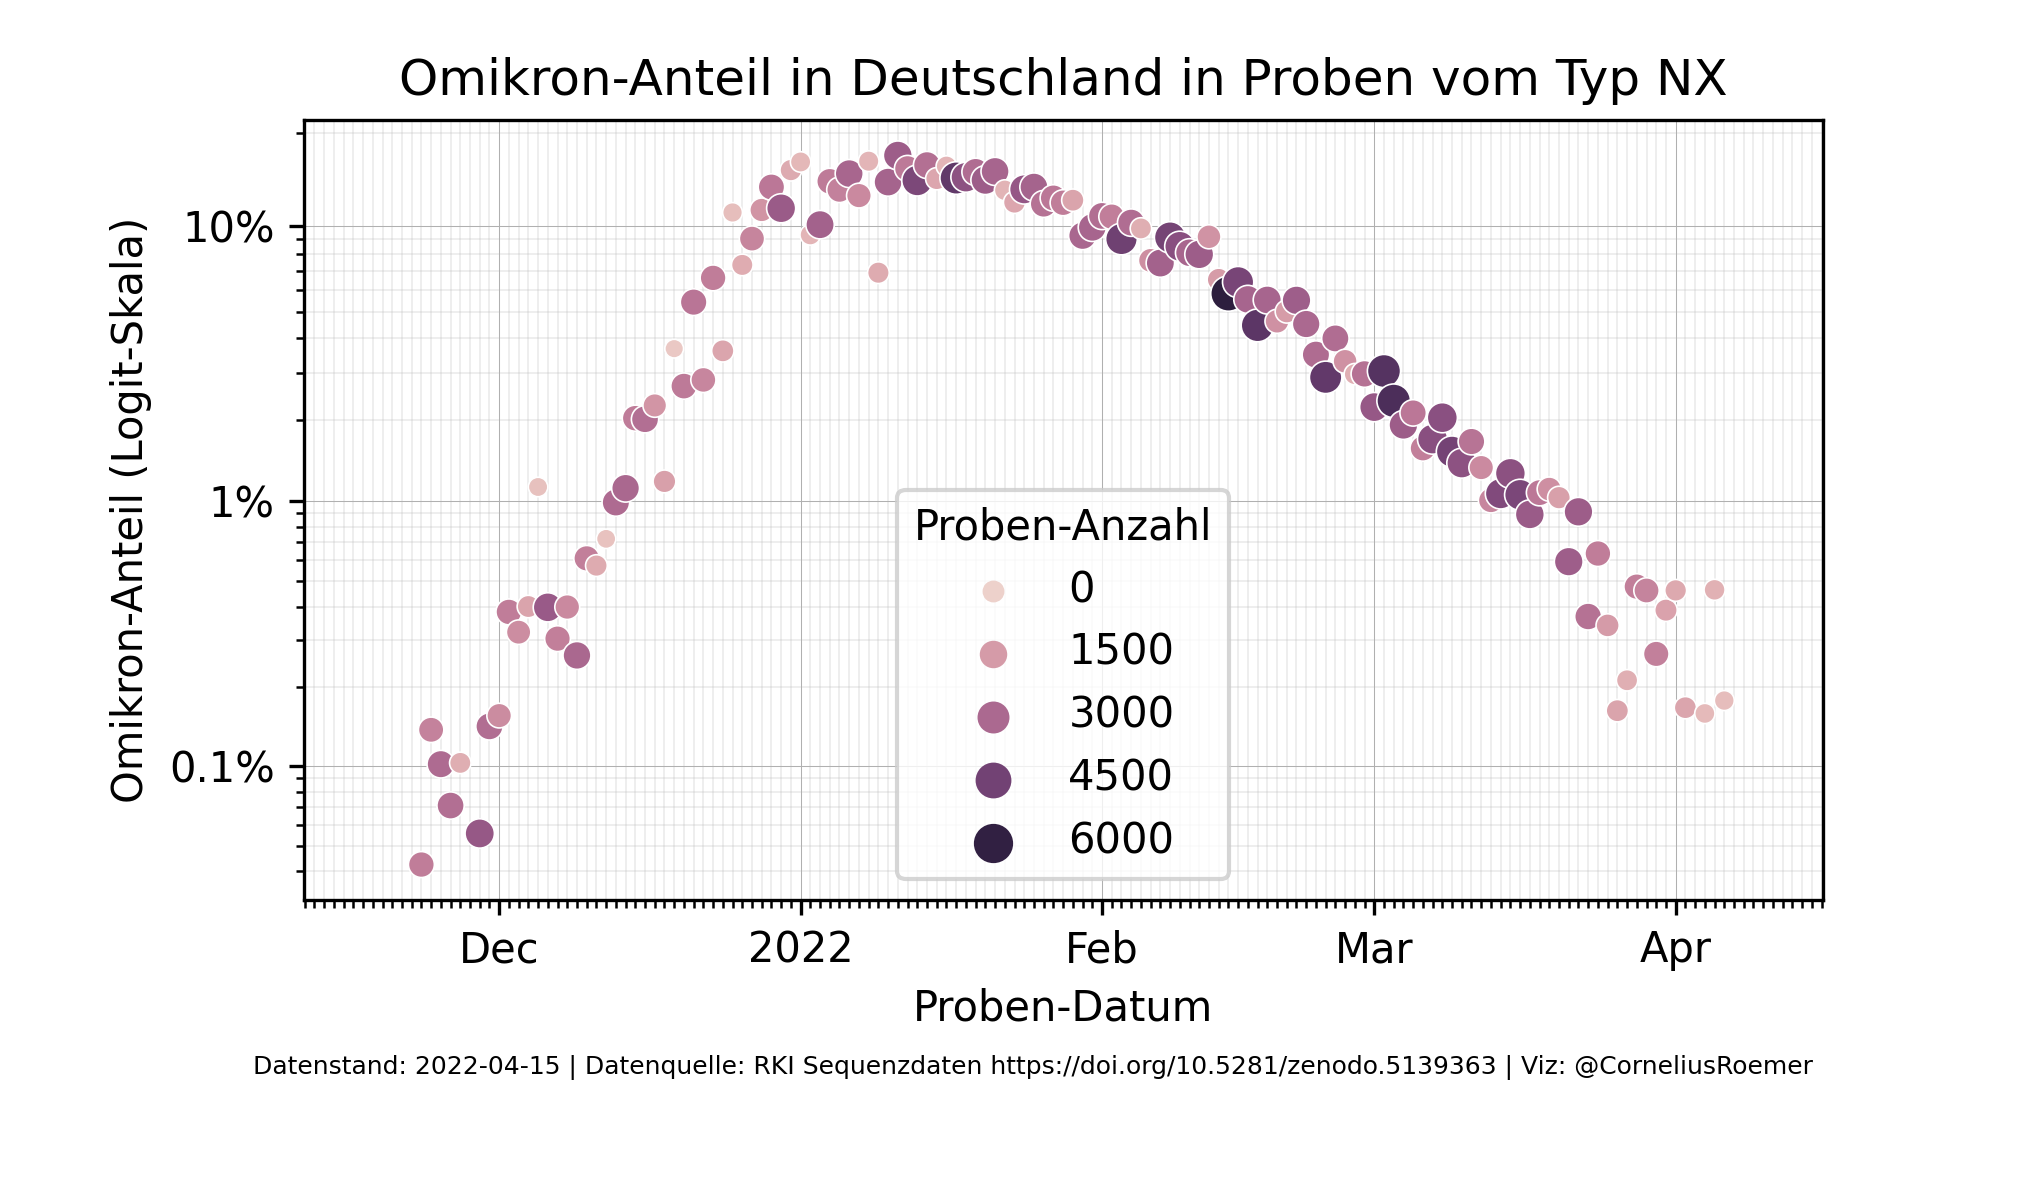 Omikron-Anteil in Deutschland in Proben vom Typ NX
Omikron-Anteil (Logit-Skala)
10%
1%
0.1%
Proben-Anzahl
0
1500
3000
4500
6000
Dec
2022
Feb
Mar
Apr
Proben-Datum
Datenstand: 2022-04-15 | Datenquelle: RKI Sequenzdaten https://doi.org/10.5281/zenodo.5139363 | Viz: @CorneliusRoemer